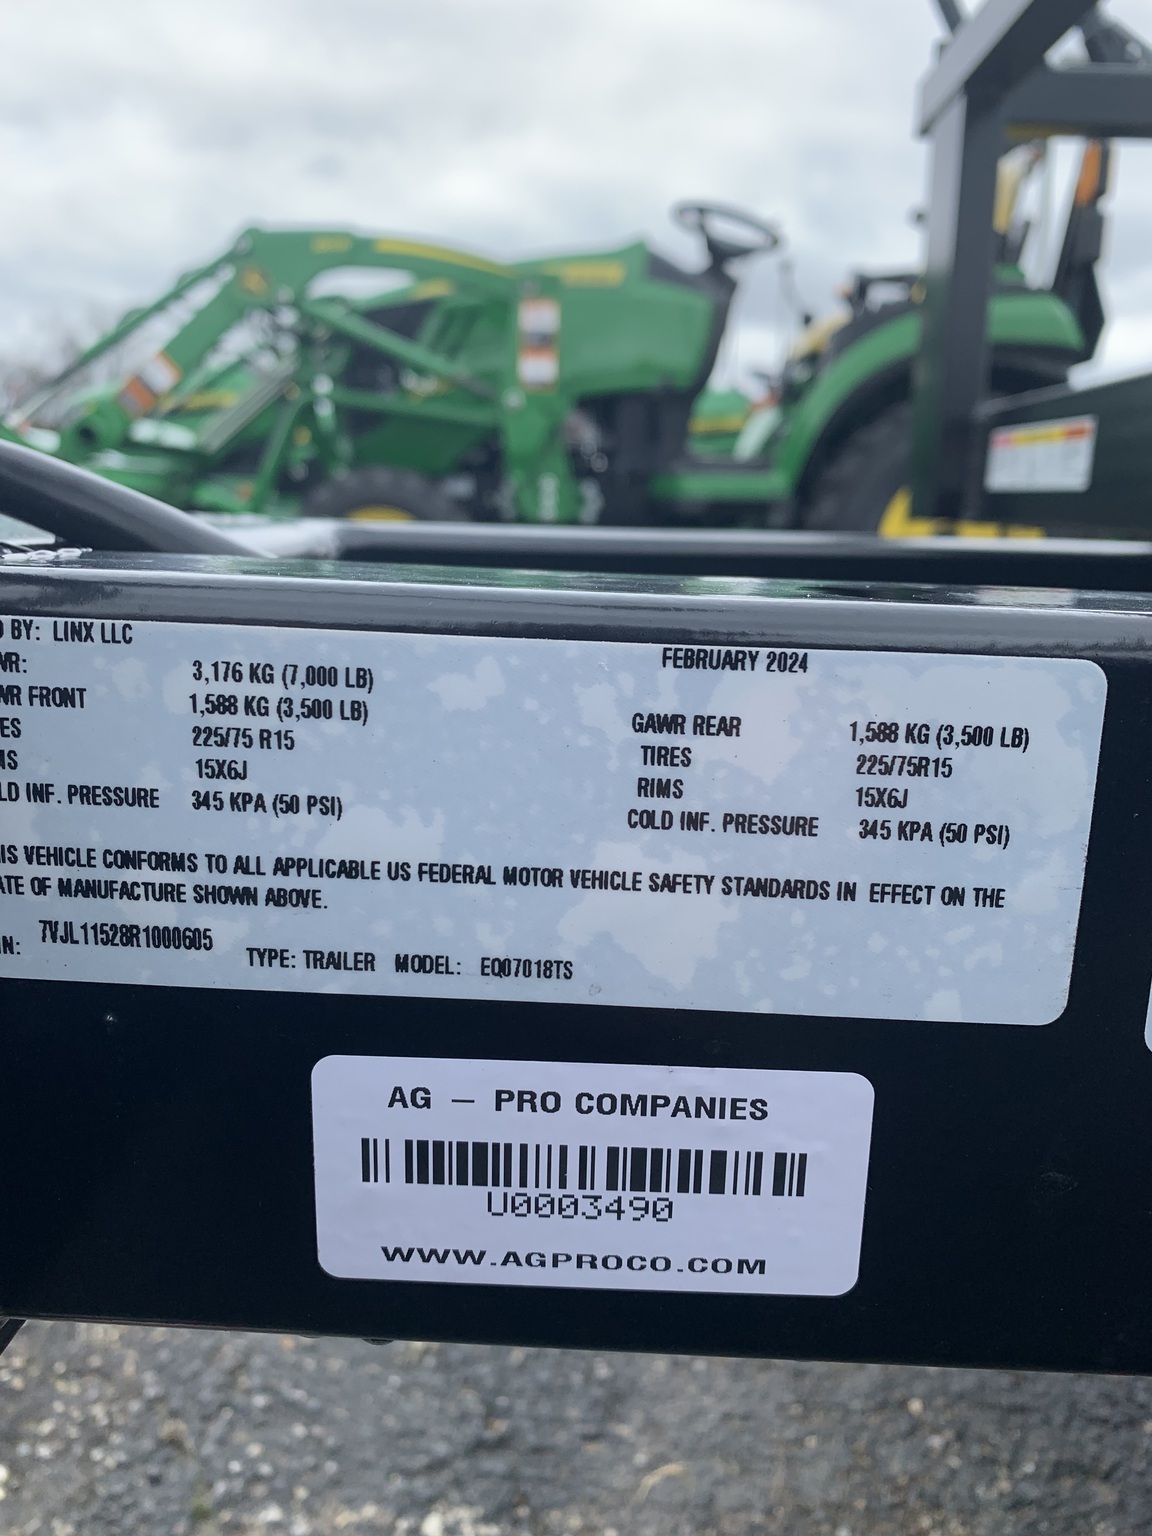 D BY: LINX LLC
FEBRUARY 2024
WR: 3,176 KG (7,000 LB)
WR FRONT 1,588 KG (3,500 LB)
GAWR REAR 1,588 KG (3,500 LB)
ES 225/75 R15
TIRES 225/75R15
MS 15X6J
RIMS 15X6J
LD INF. PRESSURE 345 KPA (50 PSI)
COLD INF. PRESSURE 345 KPA (50 PSI)
IS VEHICLE CONFORMS TO ALL APPLICABLE US FEDERAL MOTOR VEHICLE SAFETY STANDARDS IN EFFECT ON THE
ATE OF MANUFACTURE SHOWN ABOVE.
IN: 7VJL11528R1000605
TYPE: TRAILER MODEL: EQ07018TS
AG – PRO COMPANIES
U0003490
WWW.AGPROCO.COM